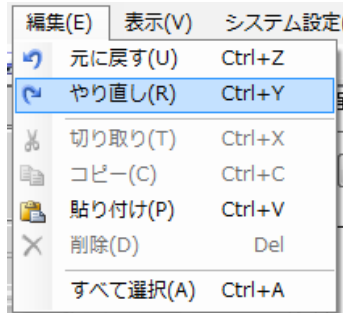 編集(E) 表示(V) システム設定(
元に戻す(U) Ctrl+Z
やり直し(R) Ctrl+Y
切り取り(T) Ctrl+X
コピー(C) Ctrl+C
貼り付け(P) Ctrl+V
削除(D) Del
すべて選択(A) Ctrl+A